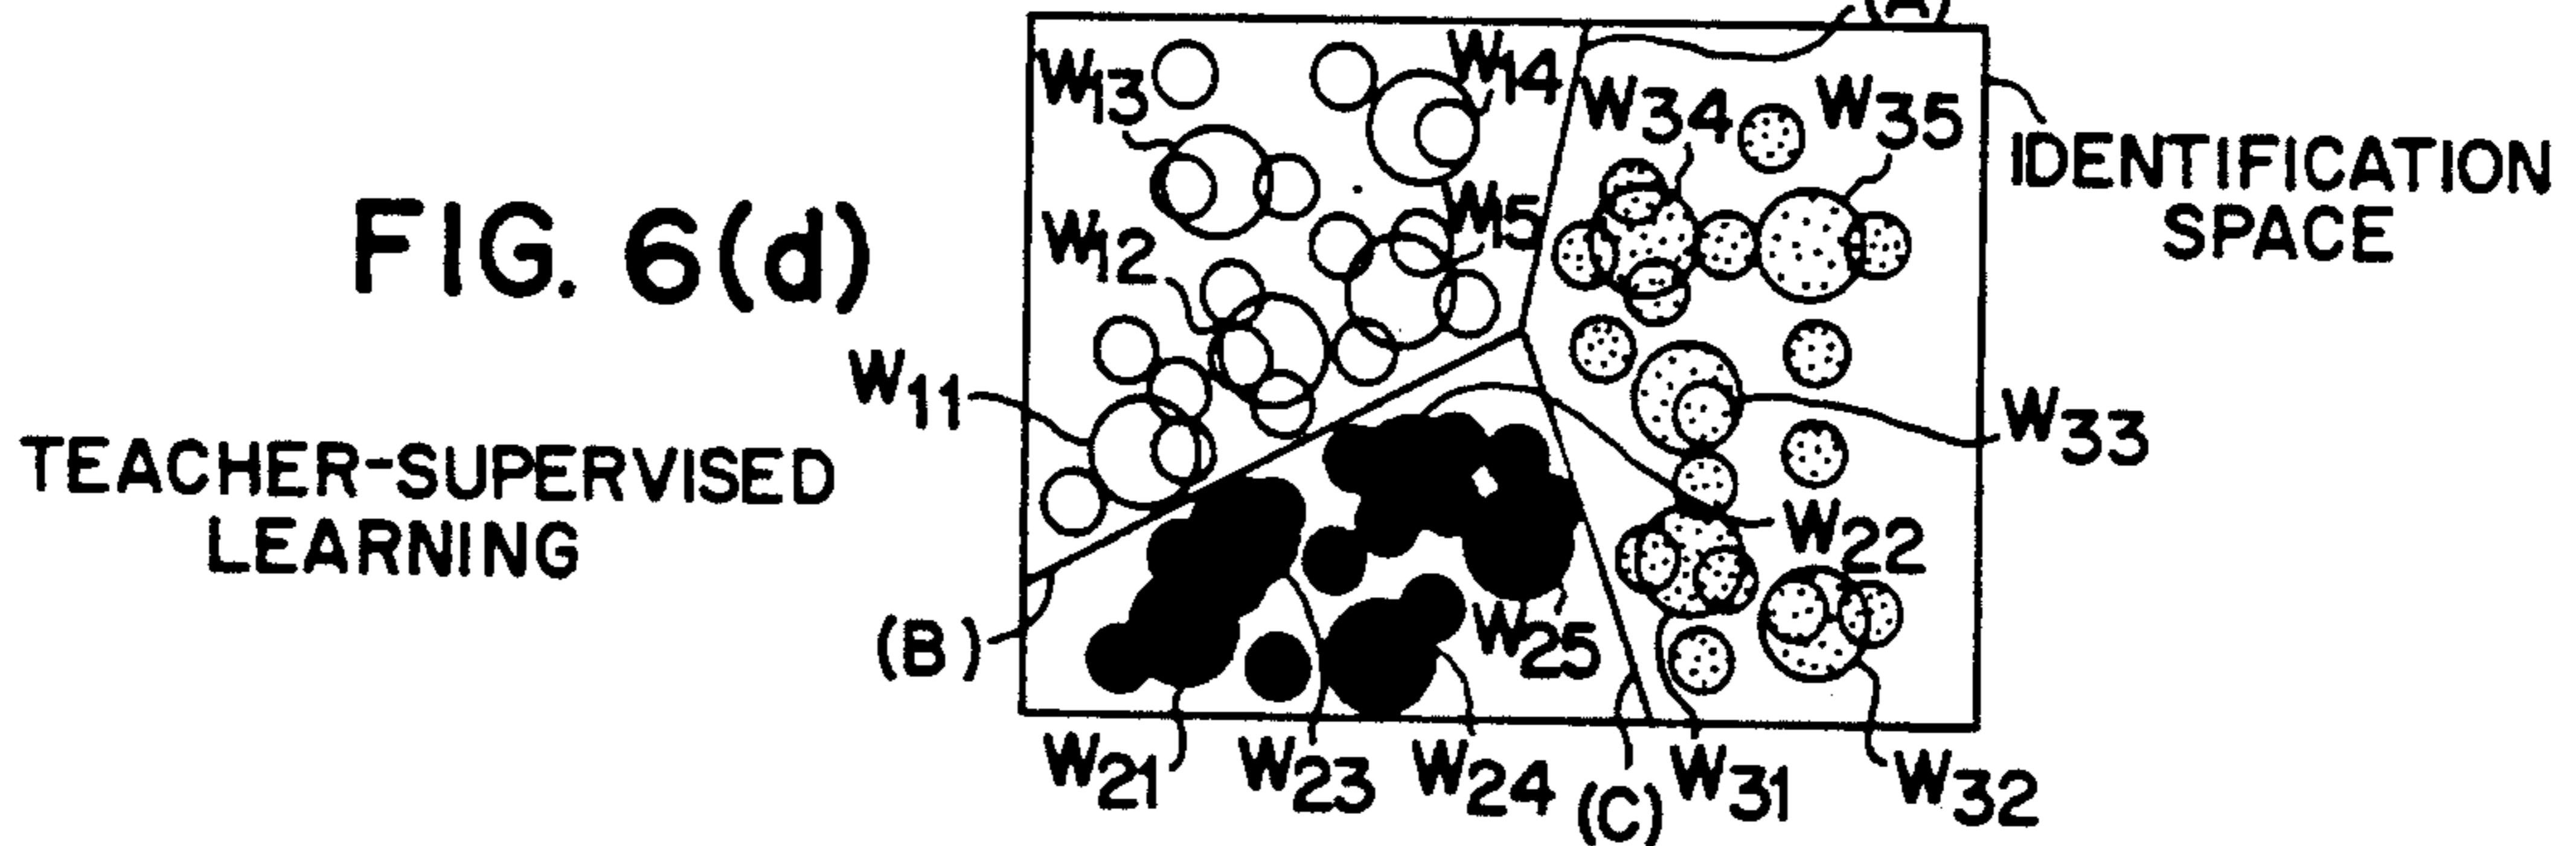 (A)
W13
W14
W34
W35
IDENTIFICATION
SPACE
FIG. 6(d)
W12
W15
W11
W33
TEACHER-SUPERVISED
LEARNING
W22
(B)
W25
W21
W23
W24
(C)
W31
W32